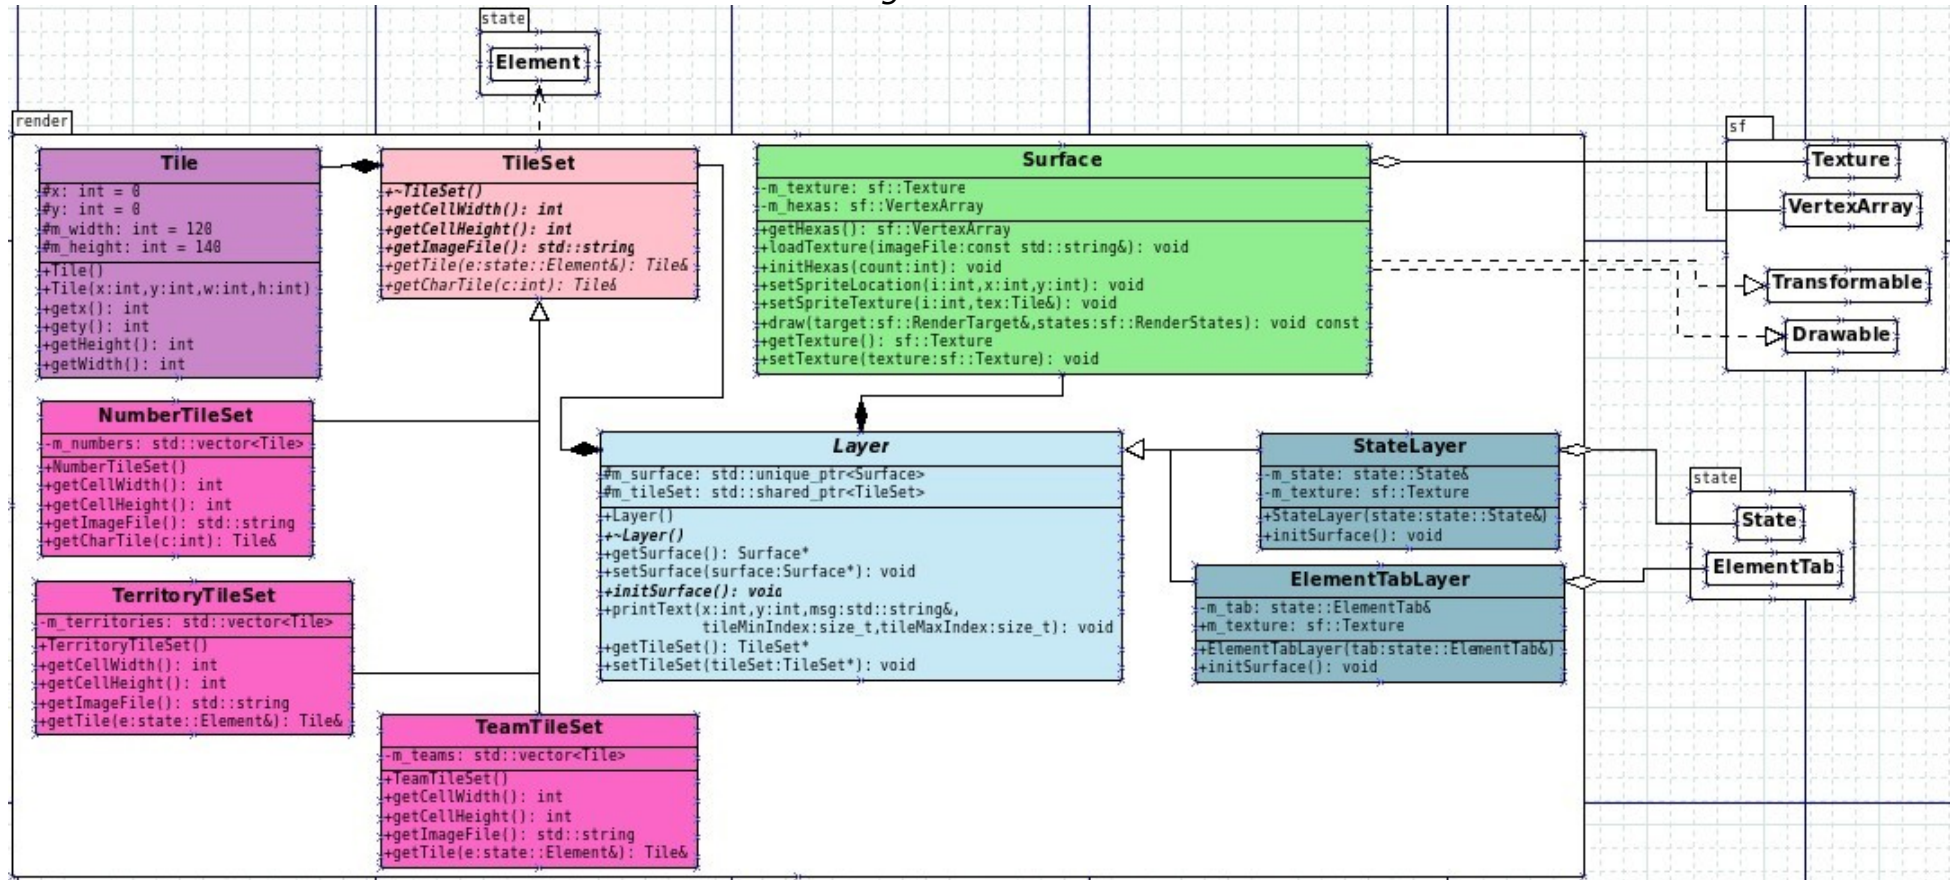 state
Element
render
Tile
#x: int = 0
#y: int = 0
#m_width: int = 120
#m_height: int = 140
+Tile()
+Tile(x:int,y:int,w:int,h:int)
+getx(): int
+gety(): int
+getHeight(): int
+getWidth(): int
TileSet
+~TileSet()
+getCellWidth(): int
+getCellHeight(): int
+getImageFile(): std::string
+getTile(e:state::Element&): Tile&
+getCharTile(c:int): Tile&
Surface
-m_texture: sf::Texture
-m_hexas: sf::VertexArray
+getHexas(): sf::VertexArray
+loadTexture(imageFile:const std::string&): void
+initHexas(count:int): void
+setSpriteLocation(i:int,x:int,y:int): void
+setSpriteTexture(i:int,tex:Tile&): void
+draw(target:sf::RenderTarget&,states:sf::RenderStates): void const
+getTexture(): sf::Texture
+setTexture(texture:sf::Texture): void
sf
Texture
VertexArray
Transformable
Drawable
NumberTileSet
-m_numbers: std::vector<Tile>
+NumberTileSet()
+getCellWidth(): int
+getCellHeight(): int
+getImageFile(): std::string
+getCharTile(c:int): Tile&
TerritoryTileSet
-m_territories: std::vector<Tile>
+TerritoryTileSet()
+getCellWidth(): int
+getCellHeight(): int
+getImageFile(): std::string
+getTile(e:state::Element&): Tile&
TeamTileSet
-m_teams: std::vector<Tile>
+TeamTileSet()
+getCellWidth(): int
+getCellHeight(): int
+getImageFile(): std::string
+getTile(e:state::Element&): Tile&
Layer
#m_surface: std::unique_ptr<Surface>
#m_tileSet: std::shared_ptr<TileSet>
+Layer()
+~Layer()
+getSurface(): Surface*
+setSurface(surface:Surface*): void
+initSurface(): void
+printText(x:int,y:int,msg:std::string&,
tileMinIndex:size_t,tileMaxIndex:size_t): void
+getTileSet(): TileSet*
+setTileSet(tileSet:TileSet*): void
StateLayer
-m_state: state::State&
-m_texture: sf::Texture
+StateLayer(state:state::State&)
+initSurface(): void
ElementTabLayer
-m_tab: state::ElementTab&
+m_texture: sf::Texture
+ElementTabLayer(tab:state::ElementTab&)
+initSurface(): void
state
State
ElementTab